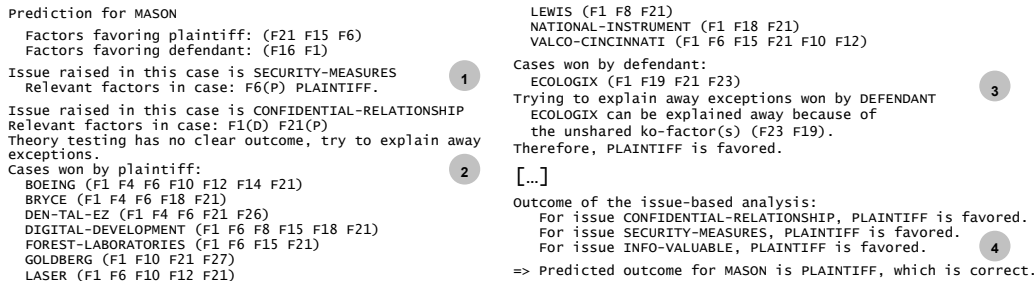 Prediction for MASON
Factors favoring plaintiff: (F21 F15 F6)
Factors favoring defendant: (F16 F1)
Issue raised in this case is SECURITY-MEASURES
Relevant factors in case: F6(P) PLAINTIFF.
1
Issue raised in this case is CONFIDENTIAL-RELATIONSHIP
Relevant factors in case: F1(D) F21(P)
Theory testing has no clear outcome, try to explain away
exceptions.
Cases won by plaintiff:
2
BOEING (F1 F4 F6 F10 F12 F14 F21)
BRYCE (F1 F4 F6 F18 F21)
DEN-TAL-EZ (F1 F4 F6 F21 F26)
DIGITAL-DEVELOPMENT (F1 F6 F8 F15 F18 F21)
FOREST-LABORATORIES (F1 F6 F15 F21)
GOLDBERG (F1 F10 F21 F27)
LASER (F1 F6 F10 F12 F21)
LEWIS (F1 F8 F21)
NATIONAL-INSTRUMENT (F1 F18 F21)
VALCO-CINCINNATI (F1 F6 F15 F21 F10 F12)
Cases won by defendant:
ECOLOGIX (F1 F19 F21 F23)
3
Trying to explain away exceptions won by DEFENDANT
ECOLOGIX can be explained away because of
the unshared ko-factor(s) (F23 F19).
Therefore, PLAINTIFF is favored.
[…]
Outcome of the issue-based analysis:
For issue CONFIDENTIAL-RELATIONSHIP, PLAINTIFF is favored.
For issue SECURITY-MEASURES, PLAINTIFF is favored.
For issue INFO-VALUABLE, PLAINTIFF is favored.
4
=> Predicted outcome for MASON is PLAINTIFF, which is correct.